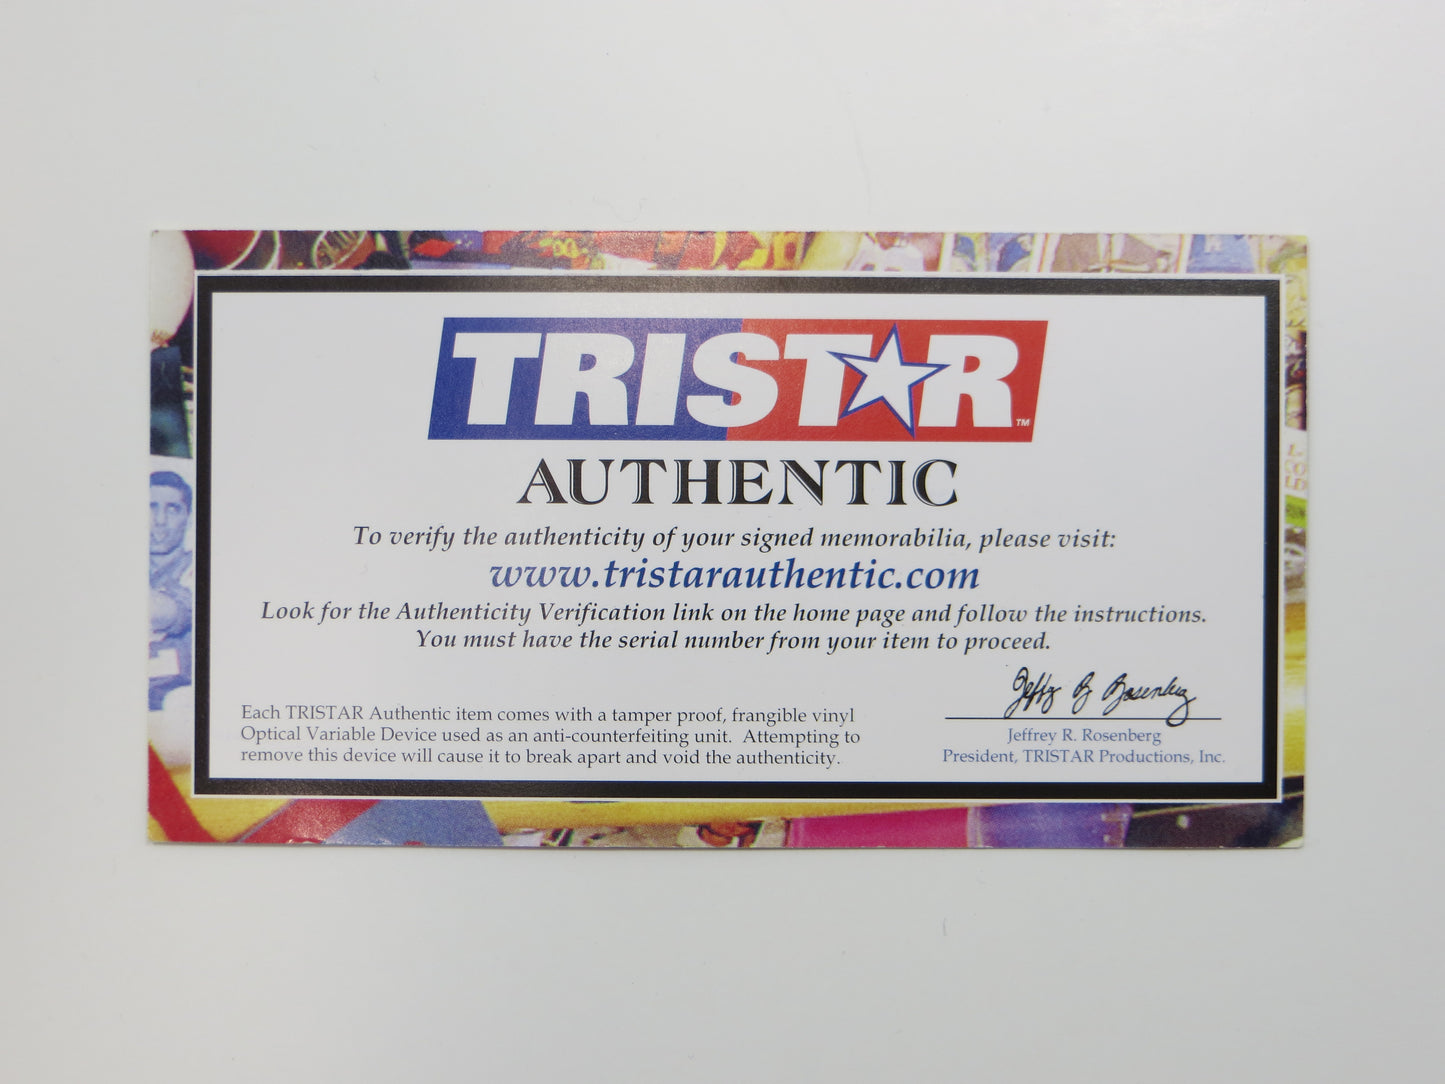 TRISTAR™
AUTHENTIC
To verify the authenticity of your signed memorabilia, please visit:
www.tristarauthentic.com
Look for the Authenticity Verification link on the home page and follow the instructions.
You must have the serial number from your item to proceed.
Jeffrey R Rosenberg
Each TRISTAR Authentic item comes with a tamper proof, frangible vinyl
Optical Variable Device used as an anti-counterfeiting unit.  Attempting to
remove this device will cause it to break apart and void the authenticity.
Jeffrey R. Rosenberg
President, TRISTAR Productions, Inc.